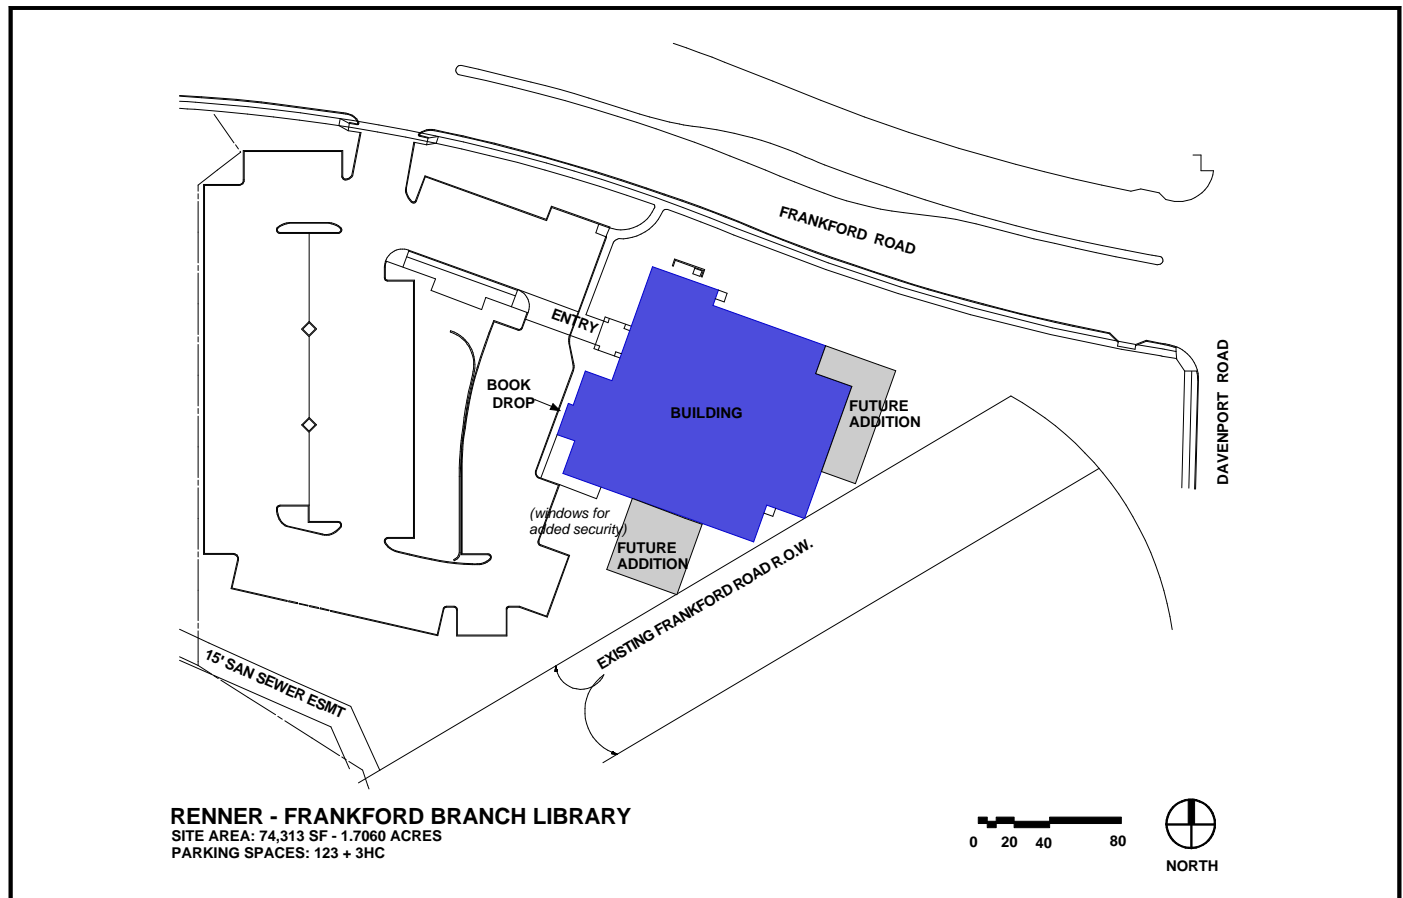 FRANKFORD ROAD
ENTRY
DAVENPORT ROAD
BOOK
DROP
BUILDING
FUTURE
ADDITION
(windows for
added security)
FUTURE
ADDITION
EXISTING FRANKFORD ROAD R.O.W.
15' SAN SEWER ESMT
RENNER - FRANKFORD BRANCH LIBRARY
SITE AREA: 74,313 SF - 1.7060 ACRES
PARKING SPACES: 123 + 3HC
0 20 40 80
NORTH